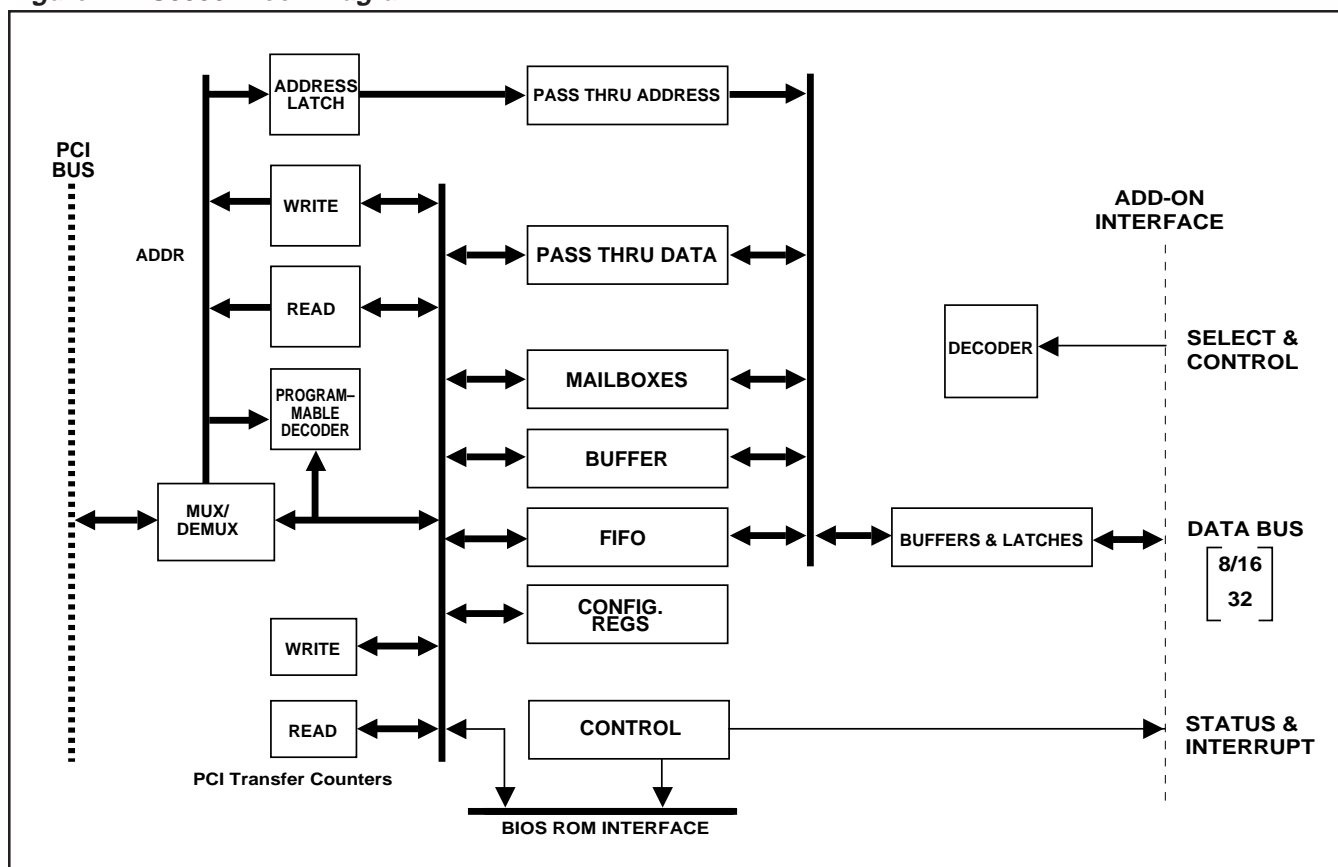 ADDRESS
LATCH
PASS THRU ADDRESS
PCI
BUS
WRITE
ADD-ON
INTERFACE
ADDR
PASS THRU DATA
READ
DECODER
SELECT &
CONTROL
MAILBOXES
PROGRAM–
MABLE
DECODER
BUFFER
MUX/
DEMUX
FIFO
BUFFERS & LATCHES
DATA BUS
8/16
32
CONFIG.
REGS
WRITE
READ
CONTROL
STATUS &
INTERRUPT
PCI Transfer Counters
BIOS ROM INTERFACE